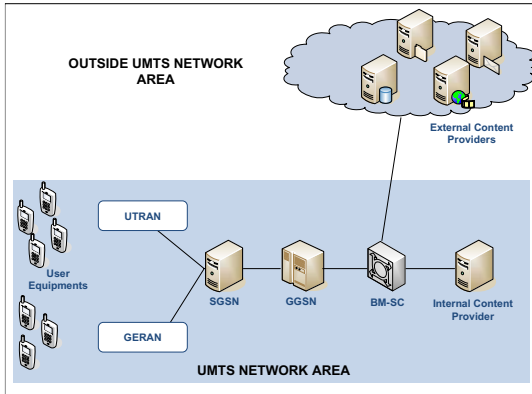 OUTSIDE UMTS NETWORK
AREA
External Content
Providers
UTRAN
User
Equipments
SGSN
GGSN
BM-SC
Internal Content
Provider
GERAN
UMTS NETWORK AREA